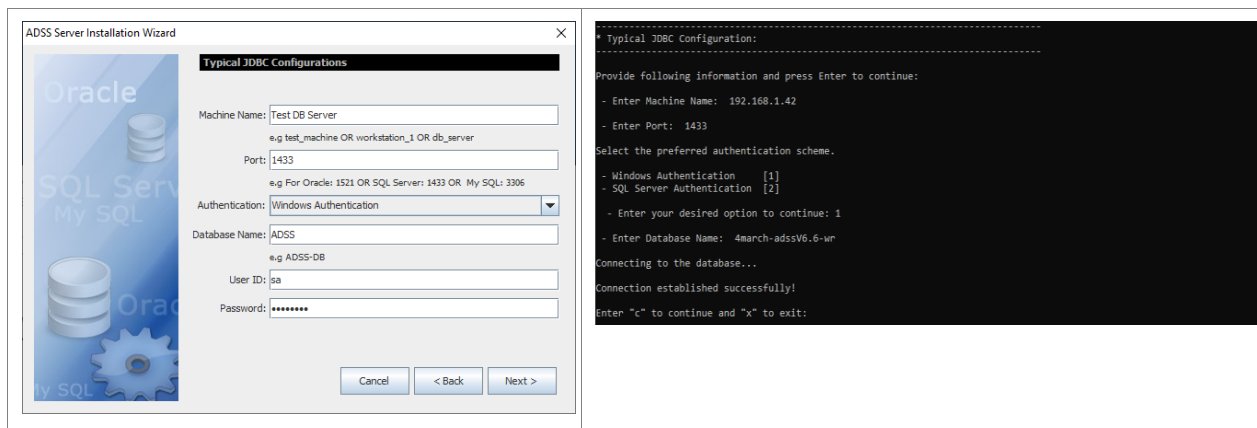 ADSS Server Installation Wizard
Typical JDBC Configurations
Oracle
SQL Serv
My SQL
Orac
My SQL
Machine Name: Test DB Server
e.g test_machine OR workstation_1 OR db_server
Port: 1433
e.g For Oracle: 1521 OR SQL Server: 1433 OR My SQL: 3306
Authentication: Windows Authentication
Database Name: ADSS
e.g ADSS-DB
User ID: sa
Password: ••••••••
Cancel < Back Next >
* Typical JDBC Configuration:
Provide following information and press Enter to continue:
- Enter Machine Name: 192.168.1.42
- Enter Port: 1433
Select the preferred authentication scheme.
- Windows Authentication [1]
- SQL Server Authentication [2]
- Enter your desired option to continue: 1
- Enter Database Name: 4march-adssV6.6-wr
Connecting to the database...
Connection established successfully!
Enter "c" to continue and "x" to exit: